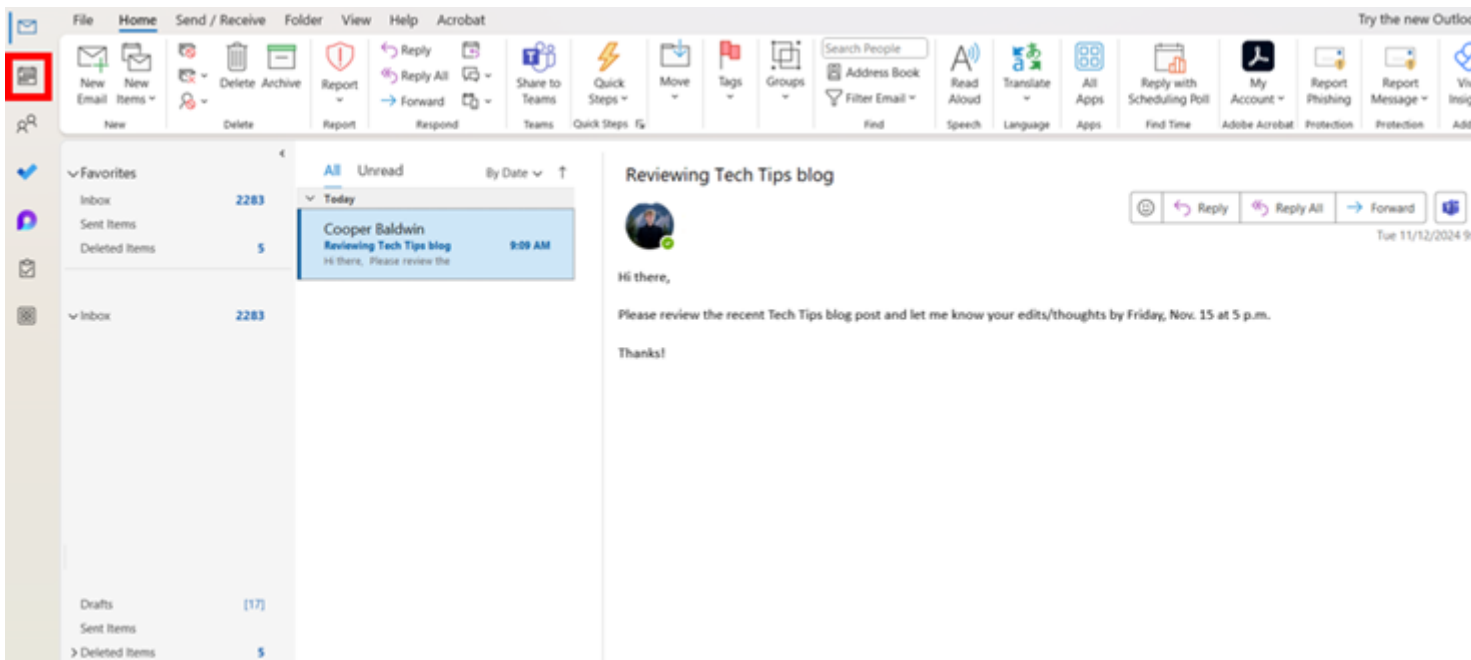 File Home Send / Receive Folder View Help Acrobat
Try the new Outloo
New Email
New Items
Delete
Archive
Report
Reply
Reply All
Forward
Share to Teams
Quick Steps
Move
Tags
Groups
Search People
Address Book
Filter Email
Read Aloud
Translate
All Apps
Reply with Scheduling Poll
My Account
Report Phishing
Report Message
New
Delete
Report
Respond
Teams
Quick Steps
Find
Speech
Language
Apps
Find Time
Adobe Acrobat
Protection
Protection
Favorites
Inbox 2283
Sent Items
Deleted Items 5
Inbox 2283
Drafts [17]
Sent Items
Deleted Items 5
All Unread By Date
Today
Cooper Baldwin
Reviewing Tech Tips blog 9:09 AM
Hi there, Please review the
Reviewing Tech Tips blog
Reply Reply All Forward
Tue 11/12/2024 9
Hi there,
Please review the recent Tech Tips blog post and let me know your edits/thoughts by Friday, Nov. 15 at 5 p.m.
Thanks!